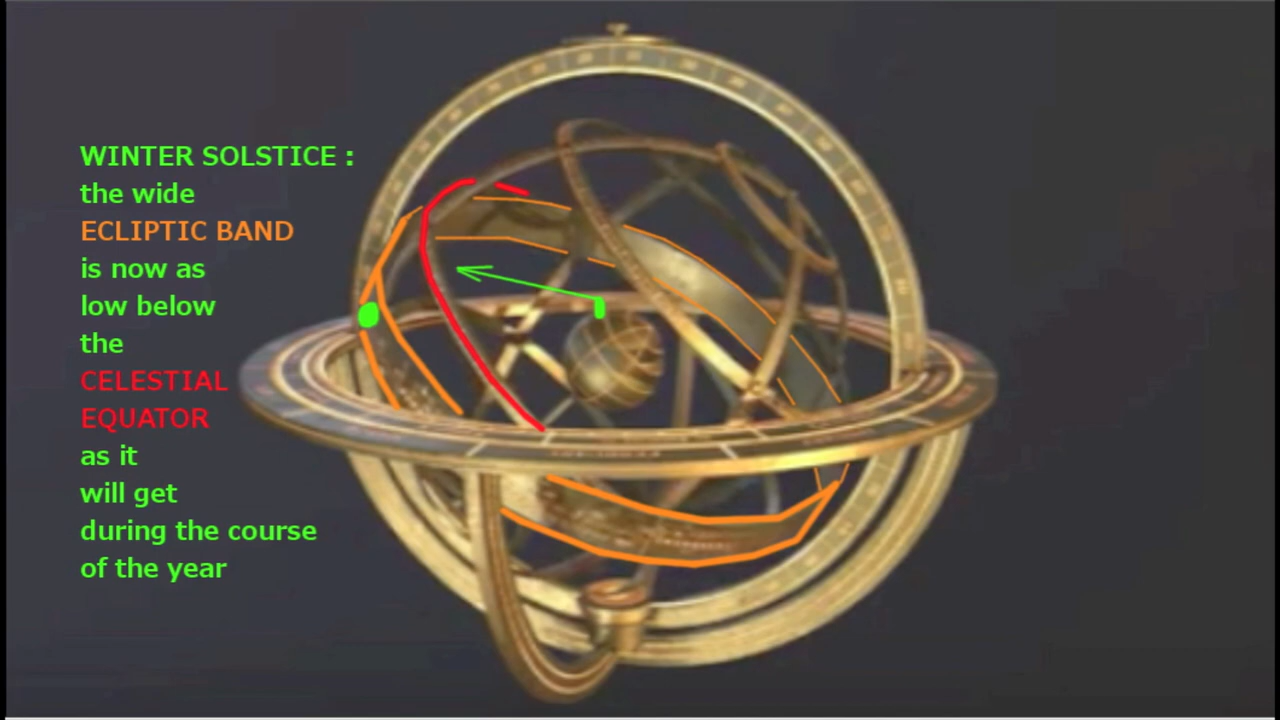 WINTER SOLSTICE :
the wide
ECLIPTIC BAND
is now as
low below
the
CELESTIAL
EQUATOR
as it
will get
during the course
of the year